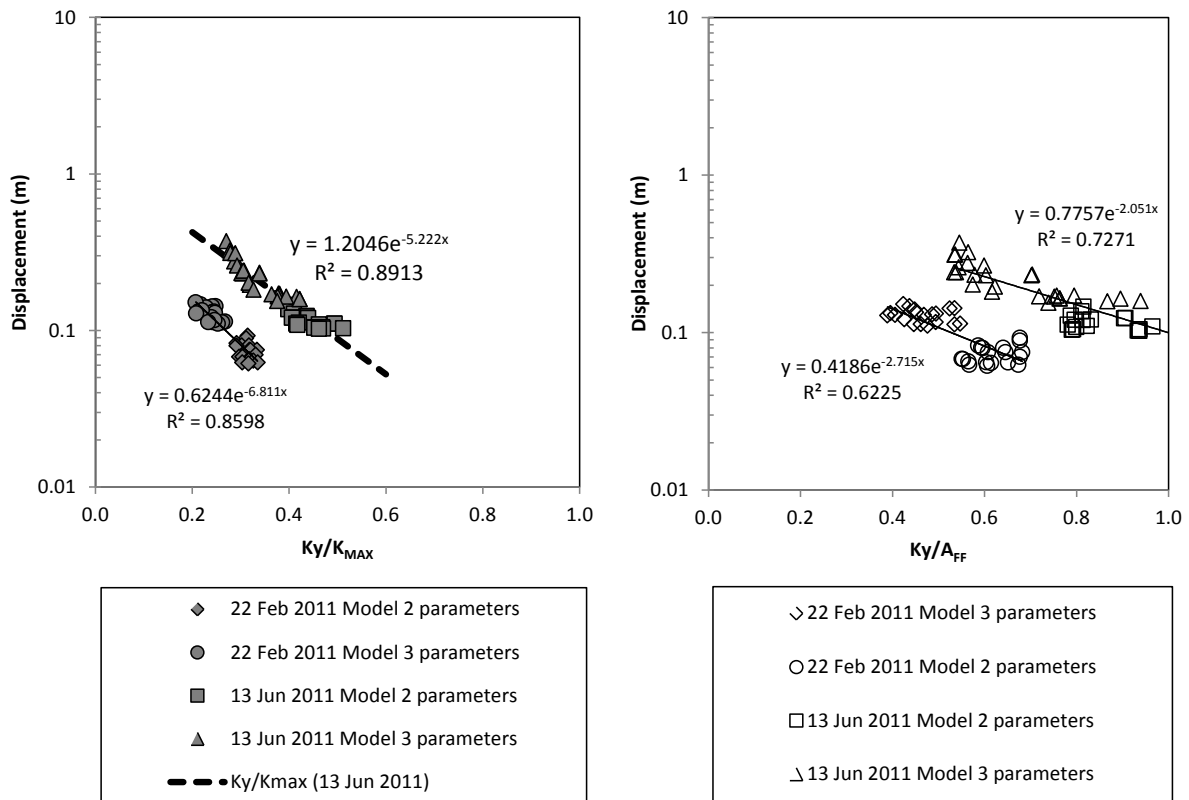 10
1
0.1
0.01
Displacement (m)
0.0 0.2 0.4 0.6 0.8 1.0
Ky/K_MAX
y = 1.2046e^-5.222x
R² = 0.8913
y = 0.6244e^-6.811x
R² = 0.8598
22 Feb 2011 Model 2 parameters
22 Feb 2011 Model 3 parameters
13 Jun 2011 Model 2 parameters
13 Jun 2011 Model 3 parameters
Ky/Kmax (13 Jun 2011)
10
1
0.1
0.01
Displacement (m)
0.0 0.2 0.4 0.6 0.8 1.0
Ky/A_FF
y = 0.7757e^-2.051x
R² = 0.7271
y = 0.4186e^-2.715x
R² = 0.6225
22 Feb 2011 Model 3 parameters
22 Feb 2011 Model 2 parameters
13 Jun 2011 Model 2 parameters
13 Jun 2011 Model 3 parameters